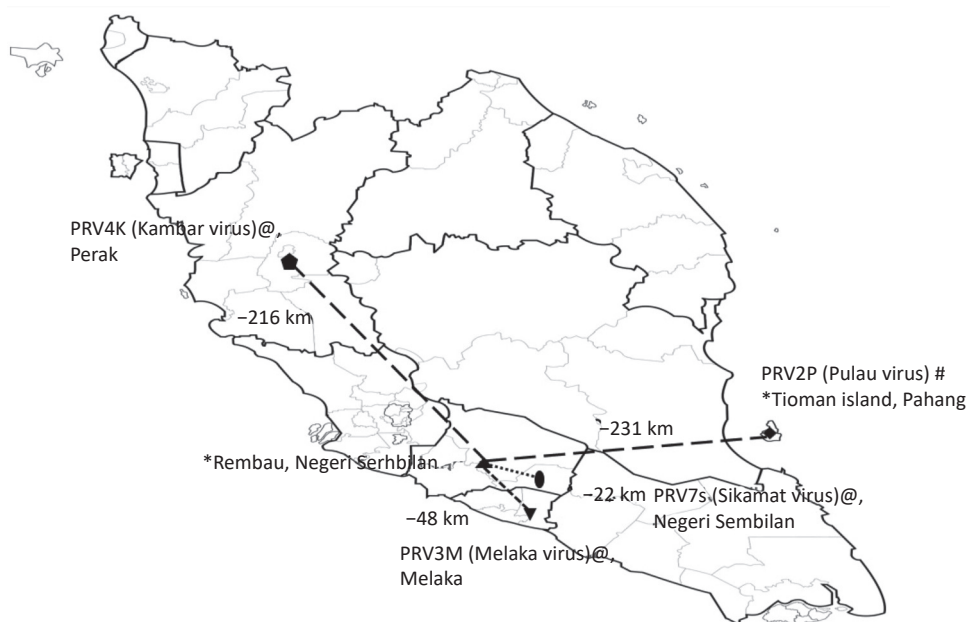 PRV4K (Kambar virus)@,
Perak
−216 km
PRV2P (Pulau virus) #
*Tioman island, Pahang
−231 km
*Rembau, Negeri Serhbilan
−22 km
PRV7s (Sikamat virus)@,
Negeri Sembilan
−48 km
PRV3M (Melaka virus)@,
Melaka